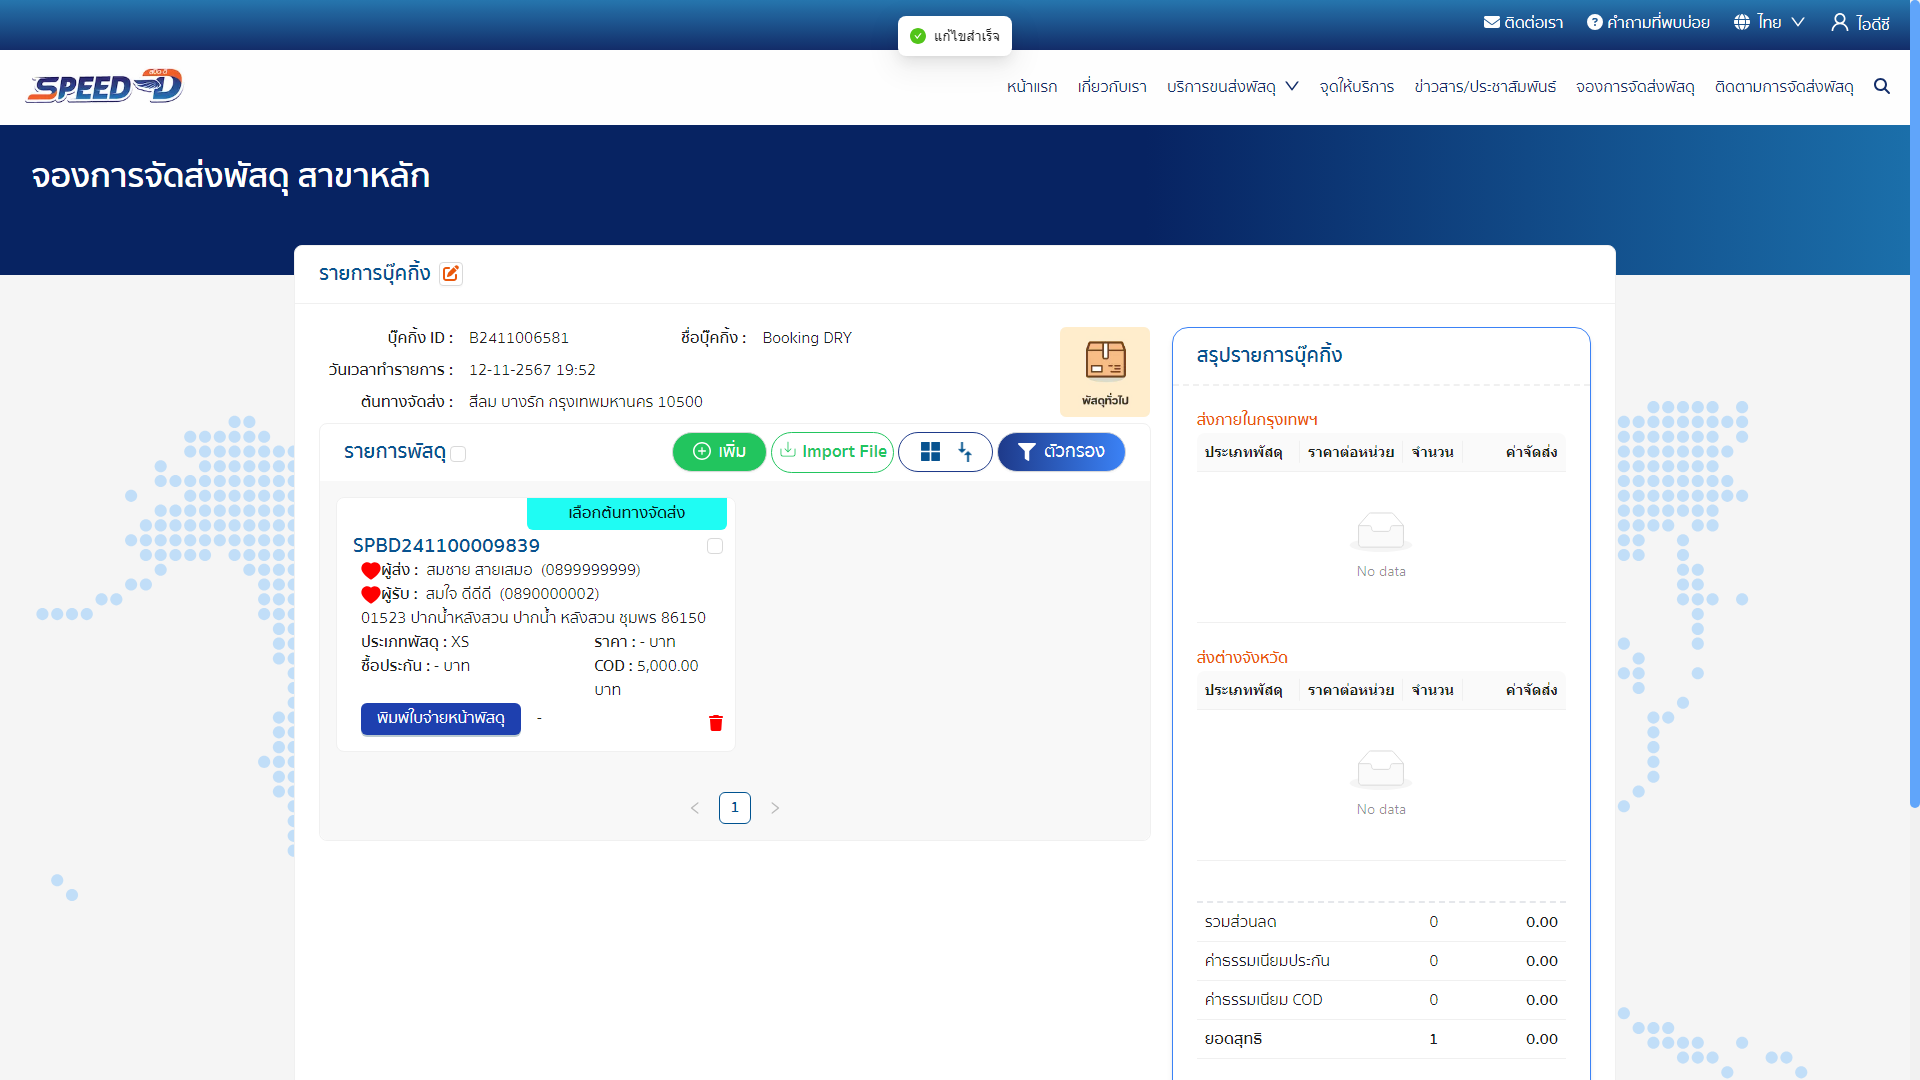 ติดต่อเรา คำถามที่พบบ่อย ไทย ไอดีซี
แก้ไขสำเร็จ
SPEED-D
หน้าแรก เกี่ยวกับเรา บริการขนส่งพัสดุ จุดให้บริการ ข่าวสาร/ประชาสัมพันธ์ จองการจัดส่งพัสดุ ติดตามการจัดส่งพัสดุ
จองการจัดส่งพัสดุ สาขาหลัก
รายการบุ๊คกิ้ง
บุ๊คกิ้ง ID : B2411006581 ชื่อบุ๊คกิ้ง : Booking DRY
วันเวลาทำรายการ : 12-11-2567 19:52
ต้นทางจัดส่ง : สีลม บางรัก กรุงเทพมหานคร 10500
พัสดุทั่วไป
รายการพัสดุ เพิ่ม Import File ตัวกรอง
เลือกต้นทางจัดส่ง
SPBD241100009839
ผู้ส่ง : สมชาย สายเสมอ (0899999999)
ผู้รับ : สมใจ ดีดีดี (0890000002)
01523 ปากน้ำหลังสวน ปากน้ำ หลังสวน ชุมพร 86150
ประเภทพัสดุ : XS ราคา : - บาท
ซื้อประกัน : - บาท COD : 5,000.00 บาท
พิมพ์ใบจ่ายหน้าพัสดุ -
1
สรุปรายการบุ๊คกิ้ง
ส่งภายในกรุงเทพฯ
ประเภทพัสดุ ราคาต่อหน่วย จำนวน ค่าจัดส่ง
No data
ส่งต่างจังหวัด
ประเภทพัสดุ ราคาต่อหน่วย จำนวน ค่าจัดส่ง
No data
รวมส่วนลด 0 0.00
ค่าธรรมเนียมประกัน 0 0.00
ค่าธรรมเนียม COD 0 0.00
ยอดสุทธิ 1 0.00